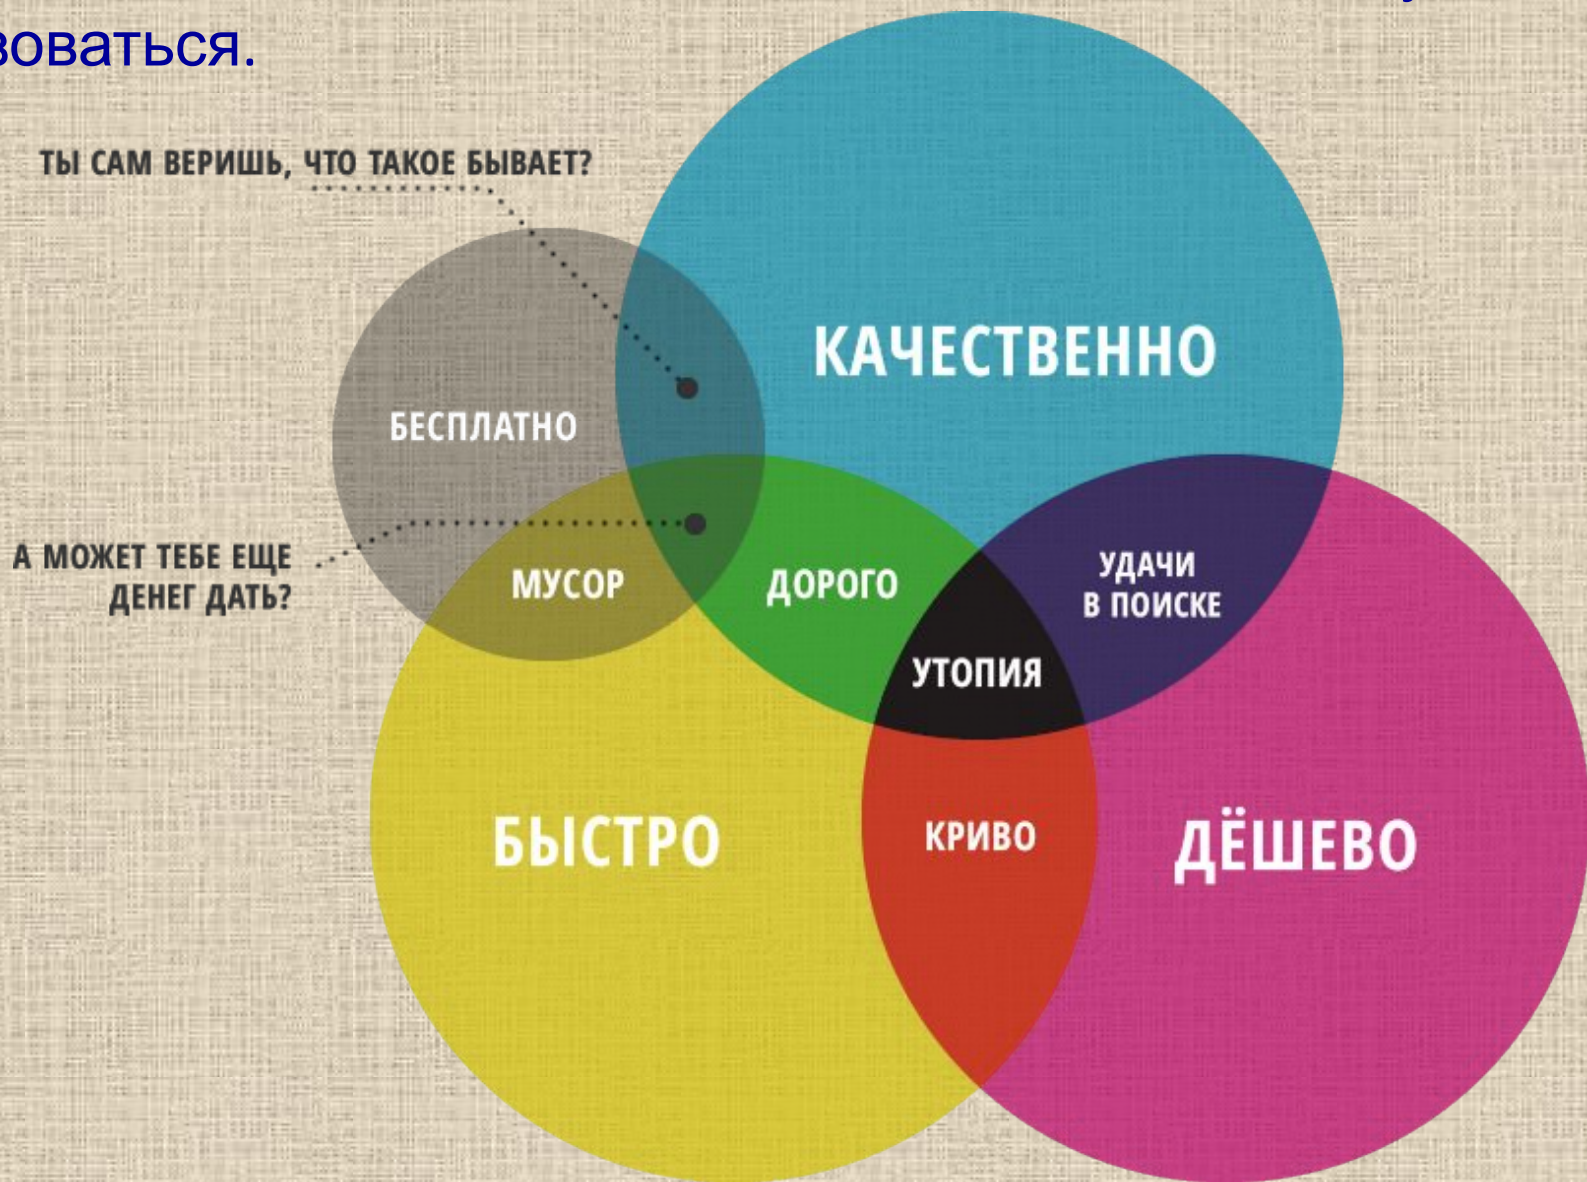 зоваться.
ТЫ САМ ВЕРИШЬ, ЧТО ТАКОЕ БЫВАЕТ?
КАЧЕСТВЕННО
БЕСПЛАТНО
А МОЖЕТ ТЕБЕ ЕЩЕ
ДЕНЕГ ДАТЬ?
МУСОР
ДОРОГО
УДАЧИ
В ПОИСКЕ
УТОПИЯ
БЫСТРО
КРИВО
ДЁШЕВО